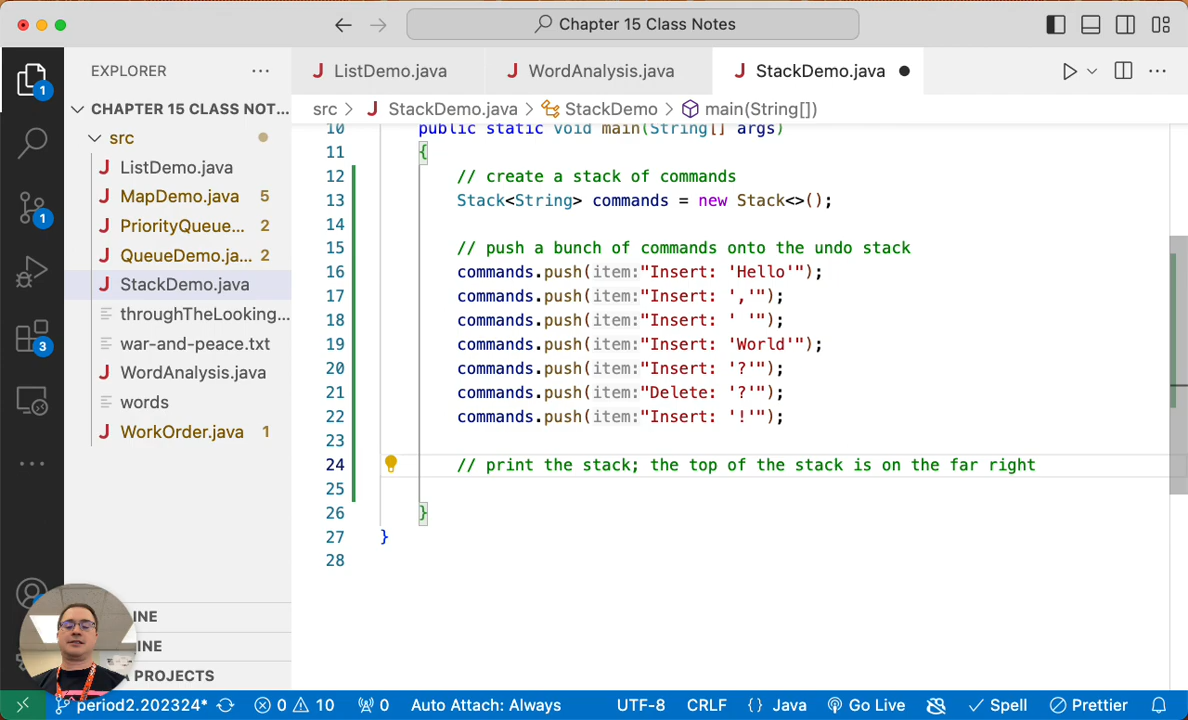 Chapter 15 Class Notes
EXPLORER
ListDemo.java
WordAnalysis.java
StackDemo.java
CHAPTER 15 CLASS NOT...
src
ListDemo.java
MapDemo.java 5
PriorityQueue... 2
QueueDemo.ja... 2
StackDemo.java
throughTheLooking...
war-and-peace.txt
WordAnalysis.java
words
WorkOrder.java 1
INE
INE
PROJECTS
1
1
3
src > StackDemo.java > StackDemo > main(String[])
10 public static void main(String[] args)
11 {
12 // create a stack of commands
13 Stack<String> commands = new Stack<>();
14
15 // push a bunch of commands onto the undo stack
16 commands.push(item:"Insert: 'Hello'");
17 commands.push(item:"Insert: ','");
18 commands.push(item:"Insert: ' '");
19 commands.push(item:"Insert: 'World'");
20 commands.push(item:"Insert: '?'");
21 commands.push(item:"Delete: '?'");
22 commands.push(item:"Insert: '!'");
23
24 // print the stack; the top of the stack is on the far right
25
26 }
27 }
28
period2.202324* 0 10 0 Auto Attach: Always UTF-8 CRLF {} Java Go Live Spell Prettier